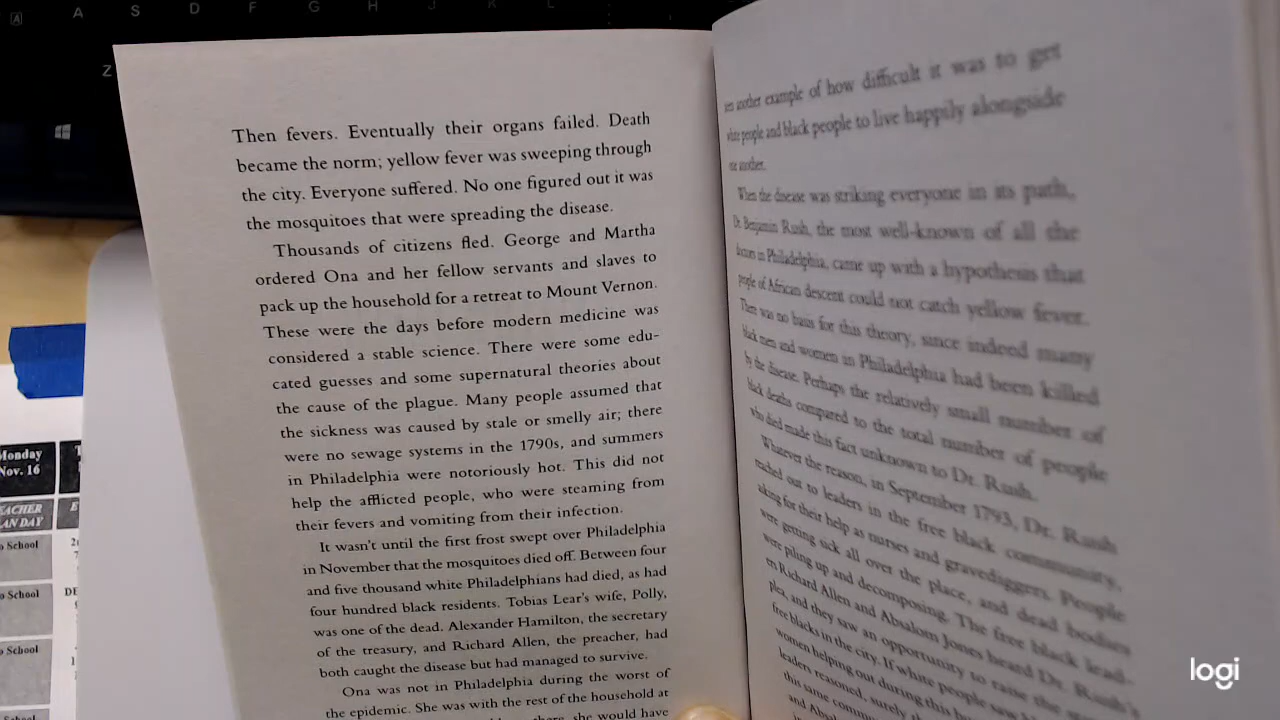 A S D F G H J K L
Z
Monday
Nov. 16
TEACHER
PLAN DAY
School
School
School
Then fevers. Eventually their organs failed. Death
became the norm; yellow fever was sweeping through
the city. Everyone suffered. No one figured out it was
the mosquitoes that were spreading the disease.
Thousands of citizens fled. George and Martha
ordered Ona and her fellow servants and slaves to
pack up the household for a retreat to Mount Vernon.
These were the days before modern medicine was
considered a stable science. There were some edu-
cated guesses and some supernatural theories about
the cause of the plague. Many people assumed that
the sickness was caused by stale or smelly air; there
were no sewage systems in the 1790s, and summers
in Philadelphia were notoriously hot. This did not
help the afflicted people, who were steaming from
their fevers and vomiting from their infection.
It wasn't until the first frost swept over Philadelphia
in November that the mosquitoes died off. Between four
and five thousand white Philadelphians had died, as had
four hundred black residents. Tobias Lear's wife, Polly,
was one of the dead. Alexander Hamilton, the secretary
of the treasury, and Richard Allen, the preacher, had
both caught the disease but had managed to survive.
Ona was not in Philadelphia during the worst of
the epidemic. She was with the rest of the household at
she would have
another example of how difficult it was to get
white people and black people to live happily alongside
one another.
When the disease was striking everyone in its path,
Dr. Benjamin Rush, the most well-known of all the
doctors in Philadelphia, came up with a hypothesis that
people of African descent could not catch yellow fever.
There was no basis for this theory, since indeed many
black men and women in Philadelphia had been killed
by the disease. Perhaps the relatively small number of
black deaths compared to the total number of people
who died made this fact unknown to Dr. Rush.
Whatever the reason, in September 1793, Dr. Rush
reached out to leaders in the free black community,
asking for their help as nurses and gravediggers. People
were getting sick all over the place, and dead bodies
were piling up and decomposing. The free black lead-
ers Richard Allen and Absalom Jones heard Dr. Rush's
plea, and they saw an opportunity to raise the
free blacks in the city. If white people saw
women helping out during this
leaders reasoned, surely
this same
and
logi